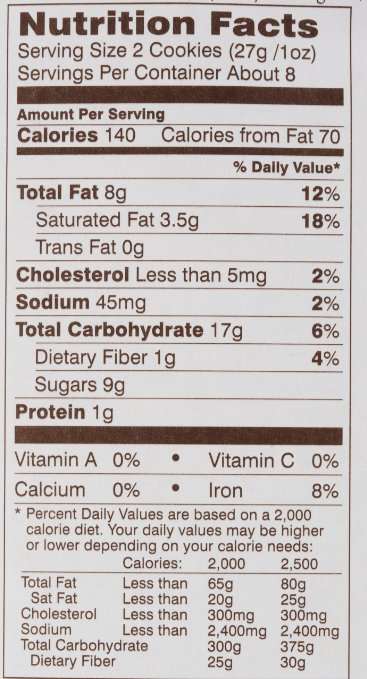 Nutrition Facts
Serving Size 2 Cookies (27g /1oz)
Servings Per Container About 8
Amount Per Serving
Calories 140 Calories from Fat 70
% Daily Value*
Total Fat 8g 12%
Saturated Fat 3.5g 18%
Trans Fat 0g
Cholesterol Less than 5mg 2%
Sodium 45mg 2%
Total Carbohydrate 17g 6%
Dietary Fiber 1g 4%
Sugars 9g
Protein 1g
Vitamin A 0% • Vitamin C 0%
Calcium 0% • Iron 8%
* Percent Daily Values are based on a 2,000
calorie diet. Your daily values may be higher
or lower depending on your calorie needs:
Calories: 2,000 2,500
Total Fat Less than 65g 80g
Sat Fat Less than 20g 25g
Cholesterol Less than 300mg 300mg
Sodium Less than 2,400mg 2,400mg
Total Carbohydrate 300g 375g
Dietary Fiber 25g 30g